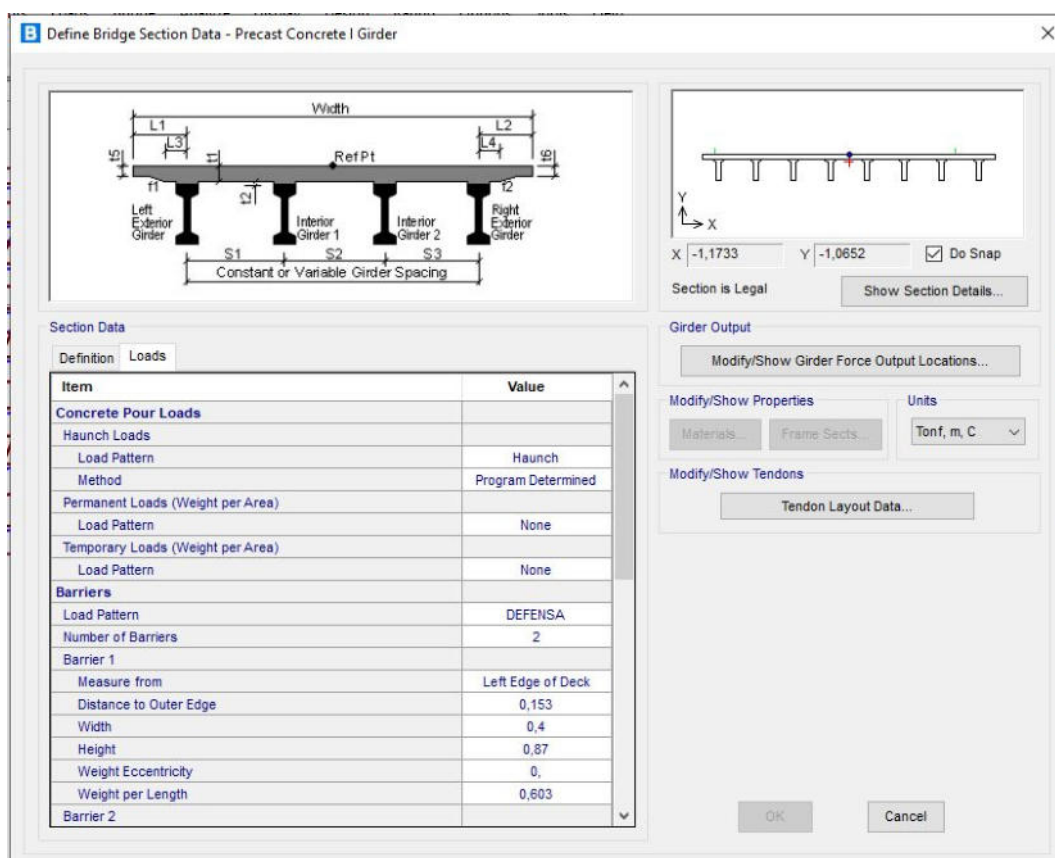 Define Bridge Section Data - Precast Concrete I Girder
Width
L1
L2
L3
L4
t5
t1
RefPt
t6
f1
t2
f2
Left
Exterior
Girder
Interior
Girder 1
Interior
Girder 2
Right
Exterior
Girder
S1
S2
S3
Constant or Variable Girder Spacing
Y
X
X -1,1733 Y -1,0652 Do Snap
Section is Legal Show Section Details...
Section Data
Definition Loads
Item Value
Concrete Pour Loads
Haunch Loads
Load Pattern Haunch
Method Program Determined
Permanent Loads (Weight per Area)
Load Pattern None
Temporary Loads (Weight per Area)
Load Pattern None
Barriers
Load Pattern DEFENSA
Number of Barriers 2
Barrier 1
Measure from Left Edge of Deck
Distance to Outer Edge 0,153
Width 0,4
Height 0,87
Weight Eccentricity 0,
Weight per Length 0,603
Barrier 2
Girder Output
Modify/Show Girder Force Output Locations...
Modify/Show Properties
Materials... Frame Sects...
Units
Tonf, m, C
Modify/Show Tendons
Tendon Layout Data...
OK Cancel